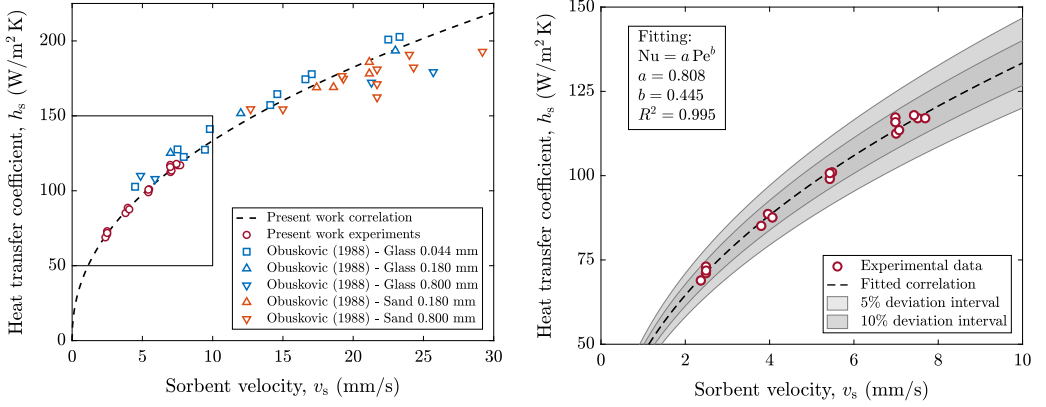 Heat transfer coefficient, hₛ (W/m² K)
200
150
100
50
0
Present work correlation
Present work experiments
Obuskovic (1988) - Glass 0.044 mm
Obuskovic (1988) - Glass 0.180 mm
Obuskovic (1988) - Glass 0.800 mm
Obuskovic (1988) - Sand 0.180 mm
Obuskovic (1988) - Sand 0.800 mm
0 5 10 15 20 25 30
Sorbent velocity, vₛ (mm/s)
Heat transfer coefficient, hₛ (W/m² K)
150
125
100
75
50
Fitting:
Nu = a Peᵇ
a = 0.808
b = 0.445
R² = 0.995
Experimental data
Fitted correlation
5% deviation interval
10% deviation interval
0 2 4 6 8 10
Sorbent velocity, vₛ (mm/s)